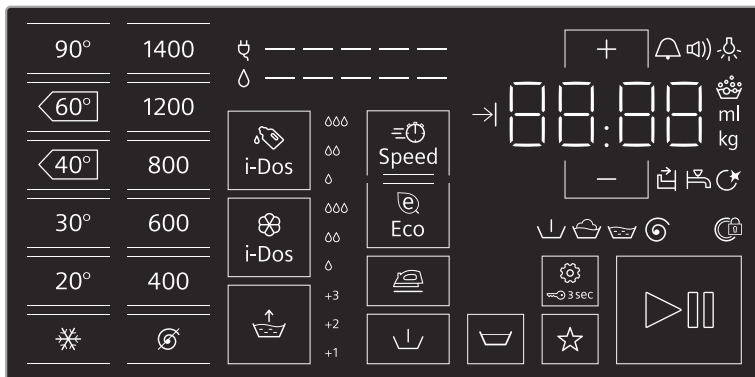 90° 1400
60° 1200
40° 800
30° 600
20° 400
i-Dos
i-Dos
+3
+2
+1
Speed
e
Eco
+
88:88
−
ml
kg
3 sec